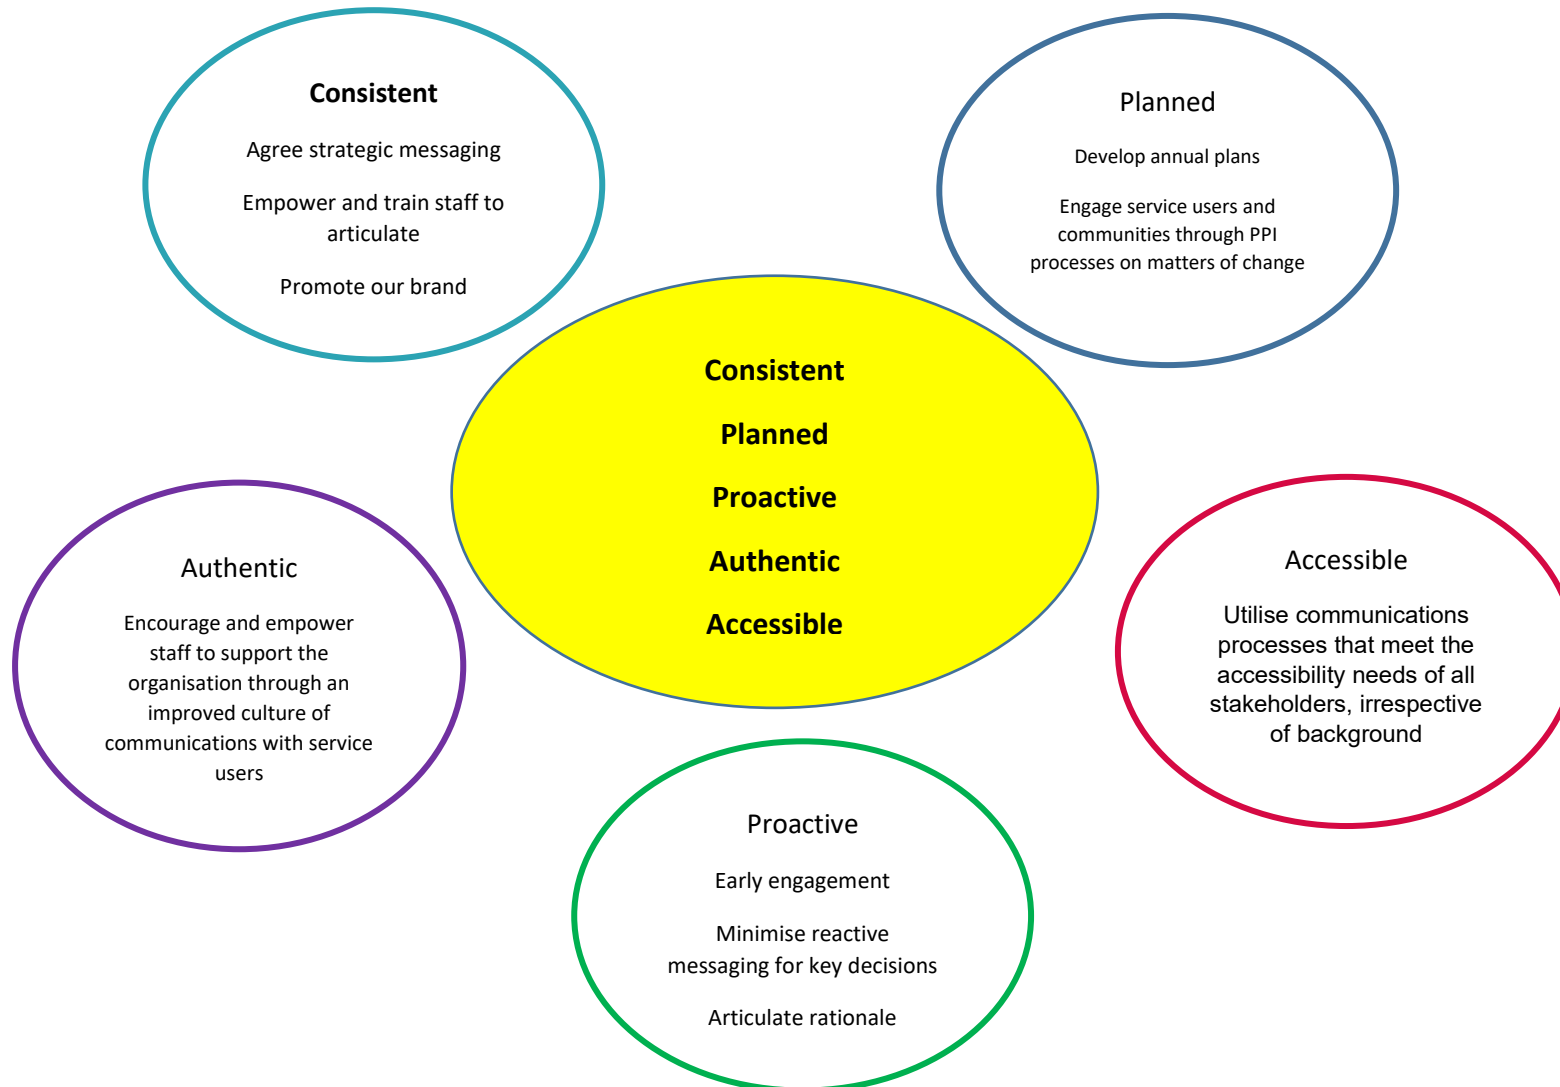 Consistent
Agree strategic messaging
Empower and train staff to
articulate
Promote our brand
Planned
Develop annual plans
Engage service users and
communities through PPI
processes on matters of change
Consistent
Planned
Proactive
Authentic
Accessible
Authentic
Encourage and empower
staff to support the
organisation through an
improved culture of
communications with service
users
Accessible
Utilise communications
processes that meet the
accessibility needs of all
stakeholders, irrespective
of background
Proactive
Early engagement
Minimise reactive
messaging for key decisions
Articulate rationale